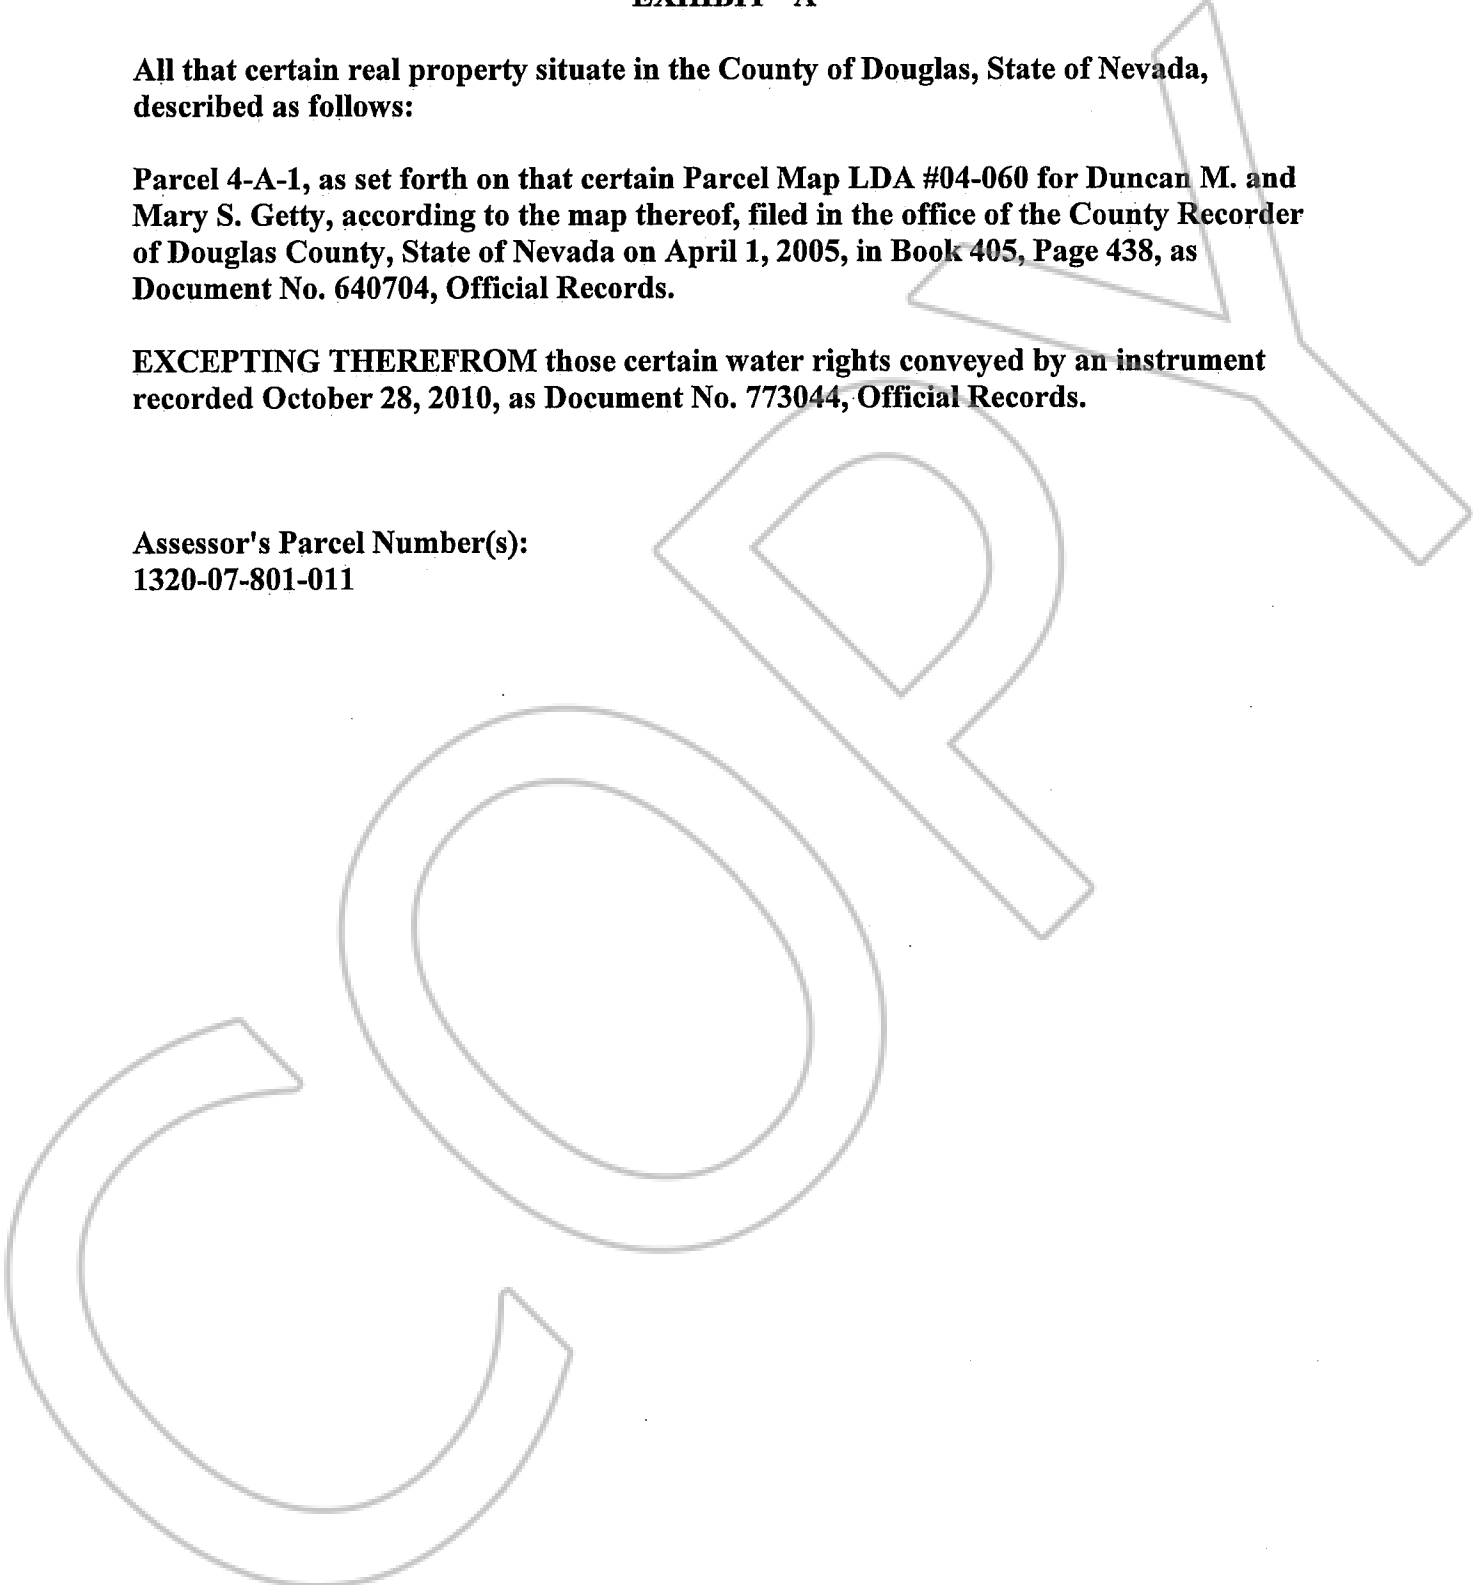 EXHIBIT "A"
All that certain real property situate in the County of Douglas, State of Nevada,
described as follows:
Parcel 4-A-1, as set forth on that certain Parcel Map LDA #04-060 for Duncan M. and
Mary S. Getty, according to the map thereof, filed in the office of the County Recorder
of Douglas County, State of Nevada on April 1, 2005, in Book 405, Page 438, as
Document No. 640704, Official Records.
EXCEPTING THEREFROM those certain water rights conveyed by an instrument
recorded October 28, 2010, as Document No. 773044, Official Records.
Assessor's Parcel Number(s):
1320-07-801-011
COPY